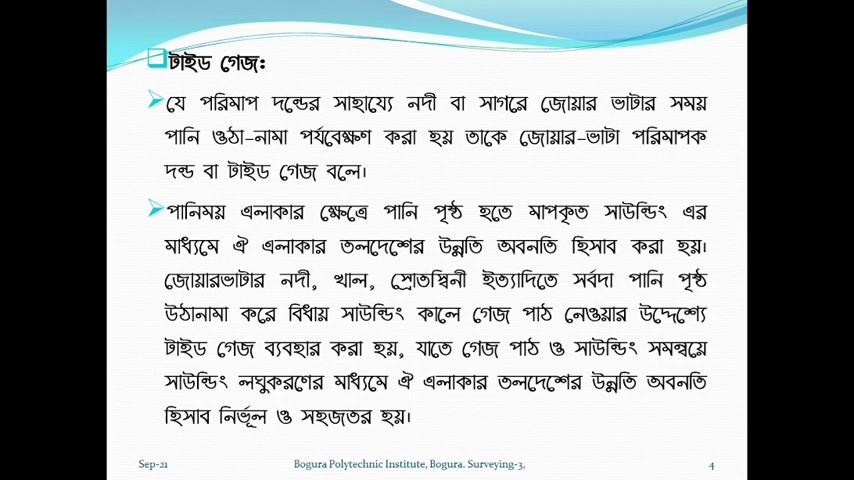 টাইড গেজ:
যে পরিমাপ দন্ডের সাহায্যে নদী বা সাগরে জোয়ার ভাটার সময়
পানি ওঠা-নামা পর্যবেক্ষণ করা হয় তাকে জোয়ার-ভাটা পরিমাপক
দন্ড বা টাইড গেজ বলে।
পানিময় এলাকার ক্ষেত্রে পানি পৃষ্ঠ হতে মাপকৃত সাউন্ডিং এর
মাধ্যমে ঐ এলাকার তলদেশের উন্নতি অবনতি হিসাব করা হয়।
জোয়ারভাটার নদী, খাল, স্রোতস্বিনী ইত্যাদিতে সর্বদা পানি পৃষ্ঠ
উঠানামা করে বিধায় সাউন্ডিং কালে গেজ পাঠ নেওয়ার উদ্দেশ্যে
টাইড গেজ ব্যবহার করা হয়, যাতে গেজ পাঠ ও সাউন্ডিং সমন্বয়ে
সাউন্ডিং লঘুকরণের মাধ্যমে ঐ এলাকার তলদেশের উন্নতি অবনতি
হিসাব নির্ভূল ও সহজতর হয়।
Sep-21 Bogura Polytechnic Institute, Bogura. Surveying-3, 4